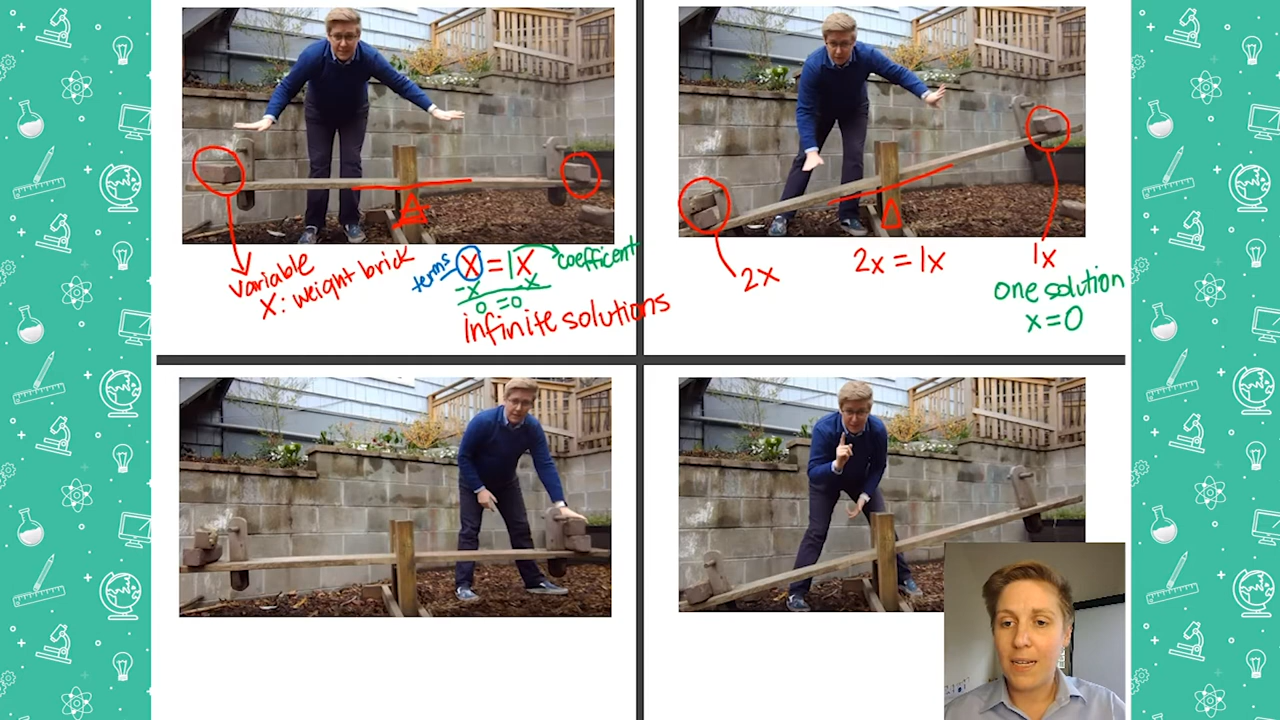 variable
x: weight brick
terms
x = 1x
coefficent
-x -x
0 = 0
infinite solutions
2x
2x = 1x
1x
one solution
x = 0